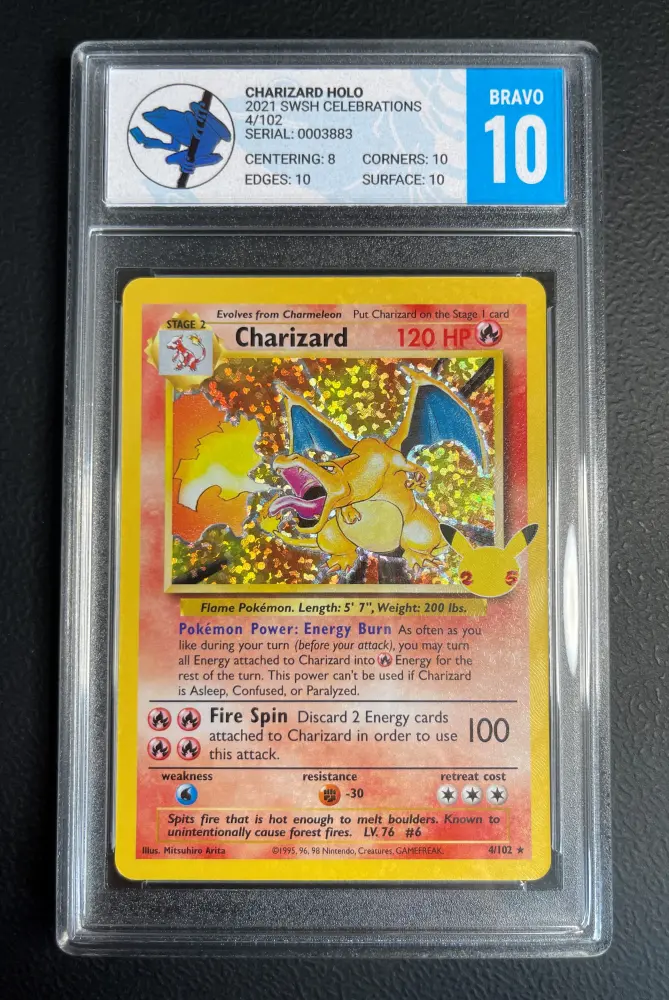 CHARIZARD HOLO
2021 SWSH CELEBRATIONS
4/102
SERIAL: 0003883
CENTERING: 8 CORNERS: 10
EDGES: 10 SURFACE: 10
BRAVO
10
Evolves from Charmeleon Put Charizard on the Stage 1 card
STAGE 2
Charizard 120 HP
25
Flame Pokémon. Length: 5' 7", Weight: 200 lbs.
Pokémon Power: Energy Burn As often as you
like during your turn (before your attack), you may turn
all Energy attached to Charizard into Energy for the
rest of the turn. This power can't be used if Charizard
is Asleep, Confused, or Paralyzed.
Fire Spin Discard 2 Energy cards
attached to Charizard in order to use
this attack.
100
weakness resistance retreat cost
-30
Spits fire that is hot enough to melt boulders. Known to
unintentionally cause forest fires. LV. 76 #6
Illus. Mitsuhiro Arita ©1995, 96, 98 Nintendo, Creatures, GAMEFREAK. 4/102 ★